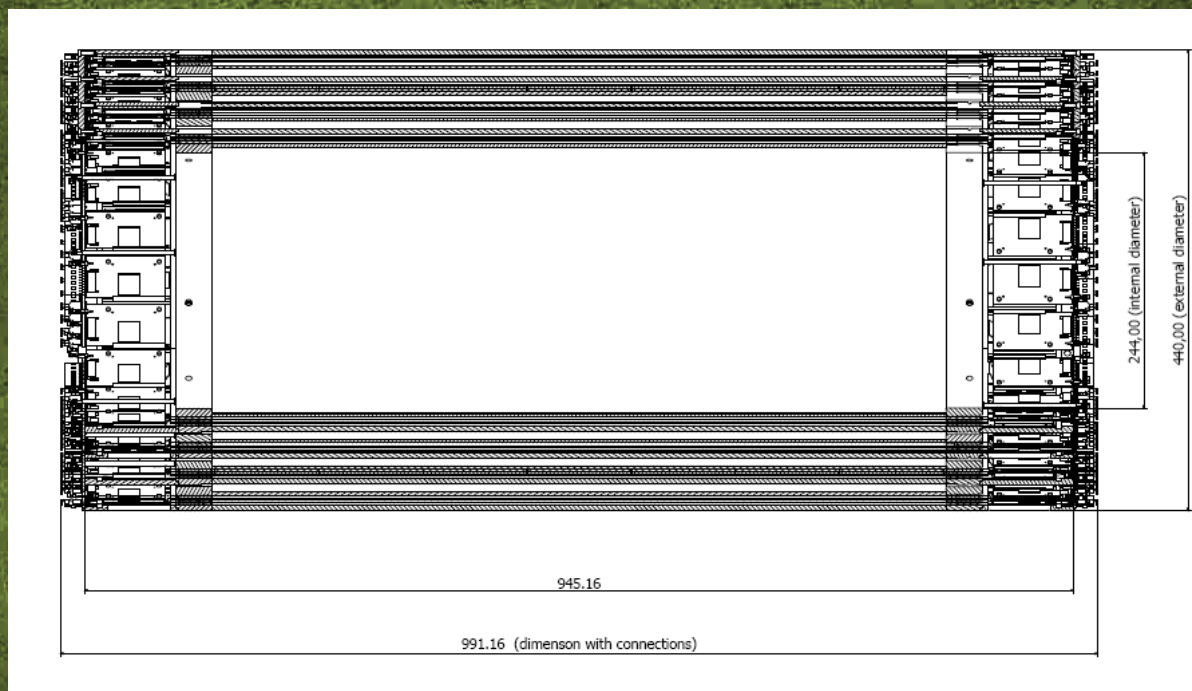 244,00 (internal diameter)
440,00 (external diameter)
945.16
991.16 (dimenson with connections)